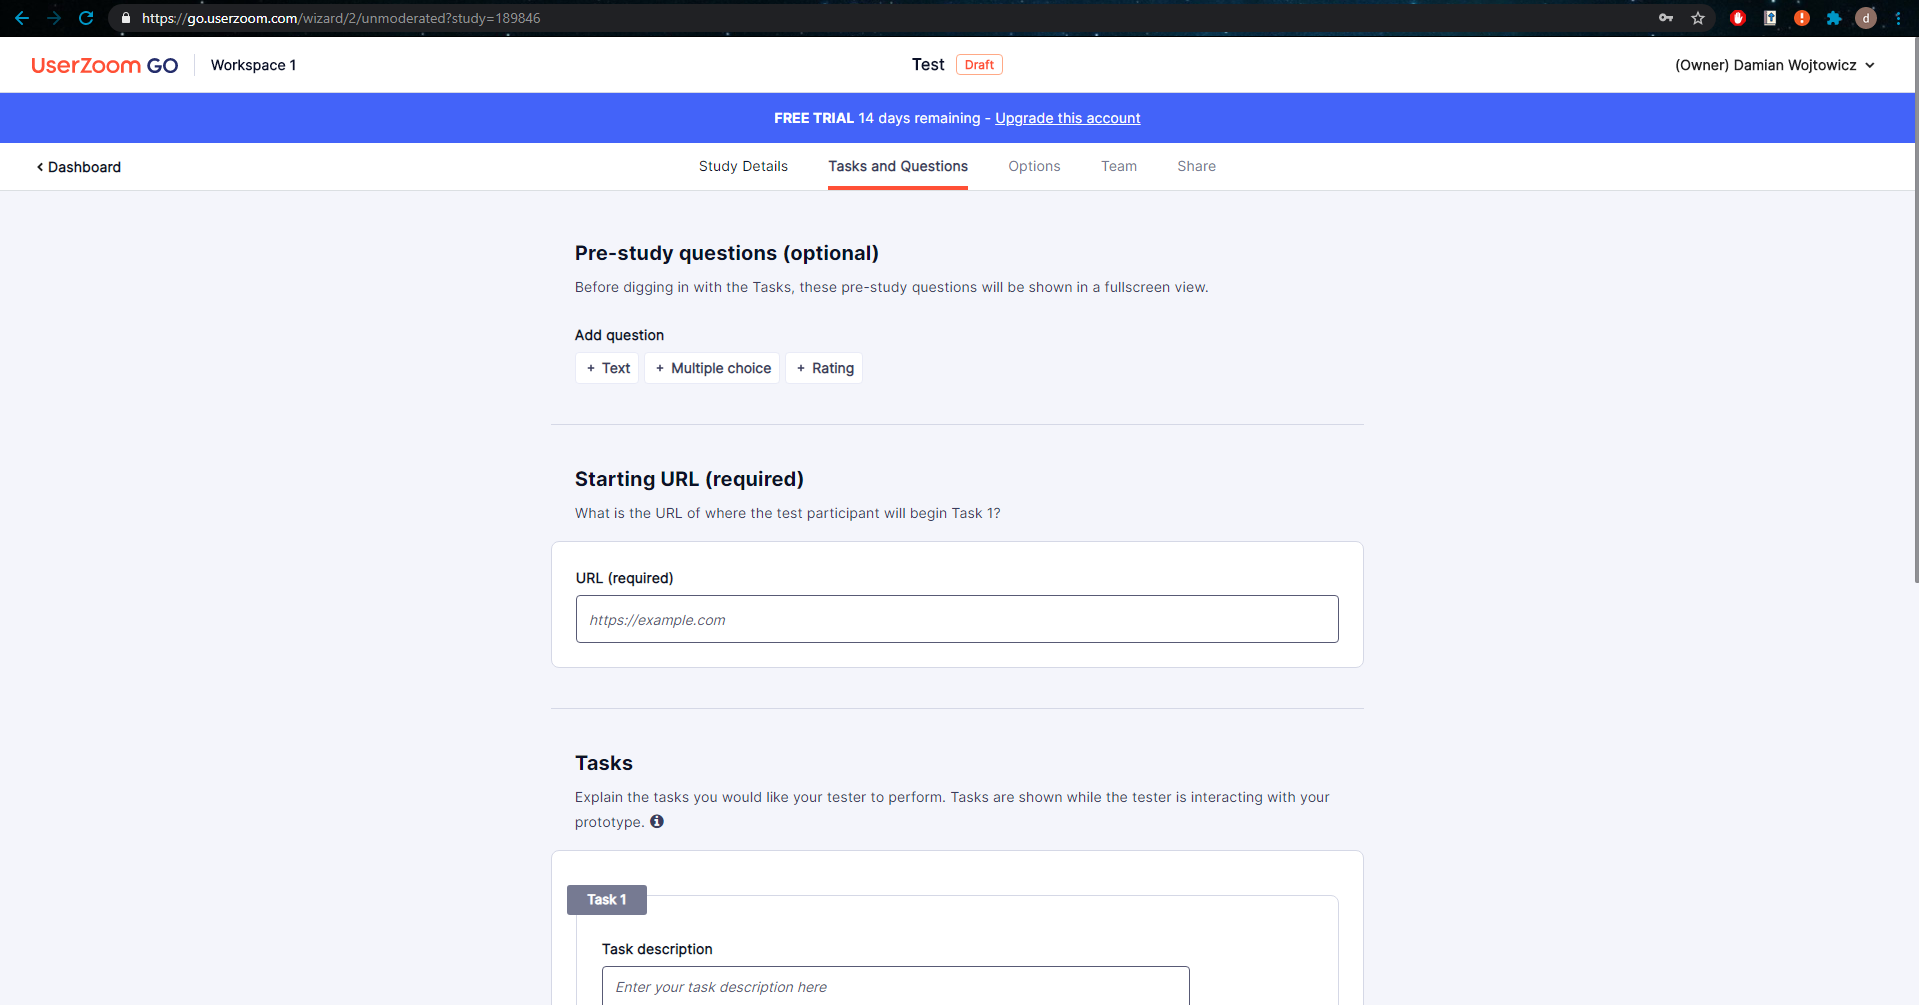 https://go.userzoom.com/wizard/2/unmoderated?study=189846
d
UserZoom GO
Workspace 1
Test
Draft
(Owner) Damian Wojtowicz
FREE TRIAL 14 days remaining - Upgrade this account
Dashboard
Study Details
Tasks and Questions
Options
Team
Share
Pre-study questions (optional)
Before digging in with the Tasks, these pre-study questions will be shown in a fullscreen view.
Add question
+ Text
+ Multiple choice
+ Rating
Starting URL (required)
What is the URL of where the test participant will begin Task 1?
URL (required)
https://example.com
Tasks
Explain the tasks you would like your tester to perform. Tasks are shown while the tester is interacting with your
prototype.
Task 1
Task description
Enter your task description here